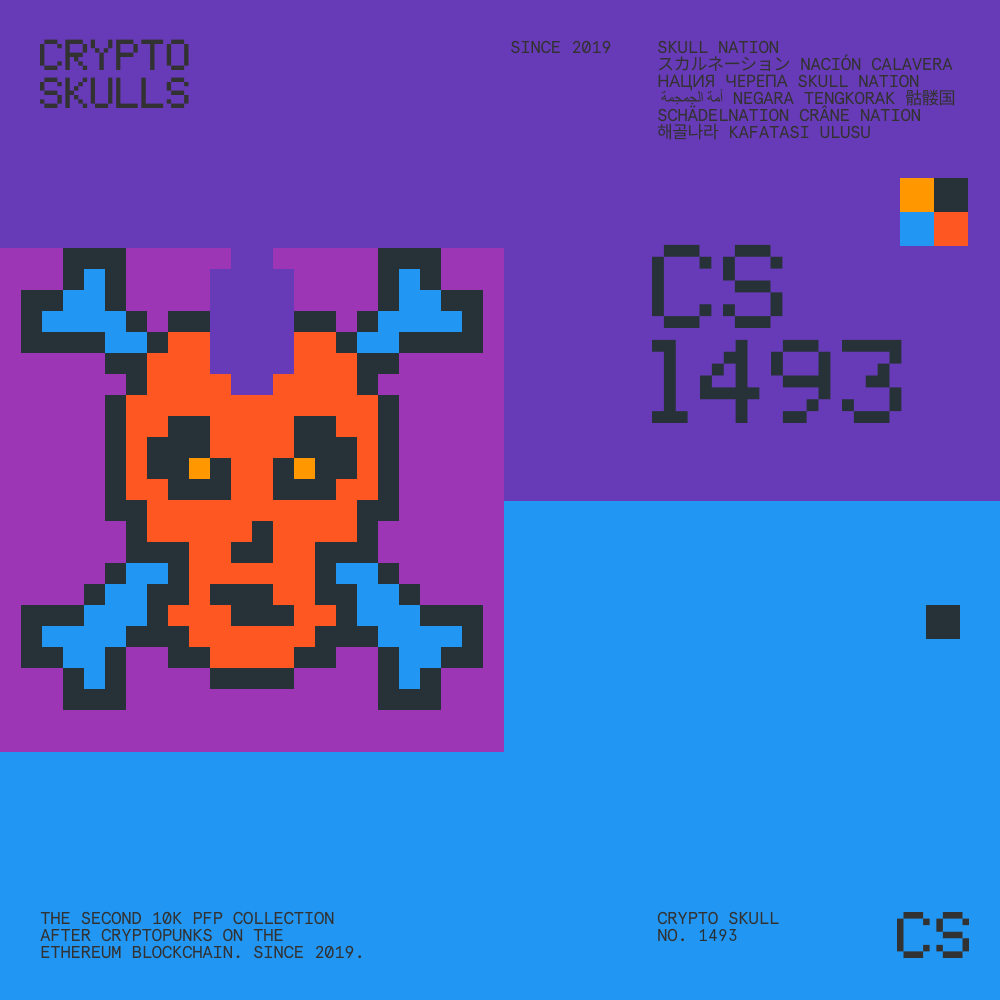 CRYPTO
SKULLS
SINCE 2019
SKULL NATION
スカルネーション NACIÓN CALAVERA
НАЦИЯ ЧЕРЕПА SKULL NATION
أمة الجمجمة NEGARA TENGKORAK 骷髅国
SCHÄDELNATION CRÂNE NATION
해골나라 KAFATASI ULUSU
CS
1493
THE SECOND 10K PFP COLLECTION
AFTER CRYPTOPUNKS ON THE
ETHEREUM BLOCKCHAIN. SINCE 2019.
CRYPTO SKULL
NO. 1493
CS